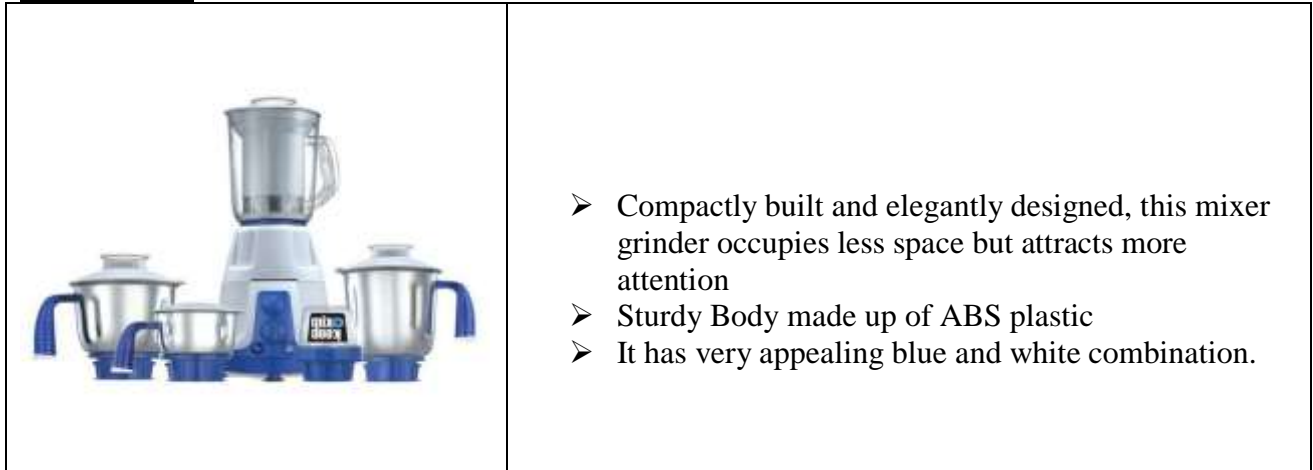 ➢ Compactly built and elegantly designed, this mixer
grinder occupies less space but attracts more
attention
➢ Sturdy Body made up of ABS plastic
➢ It has very appealing blue and white combination.